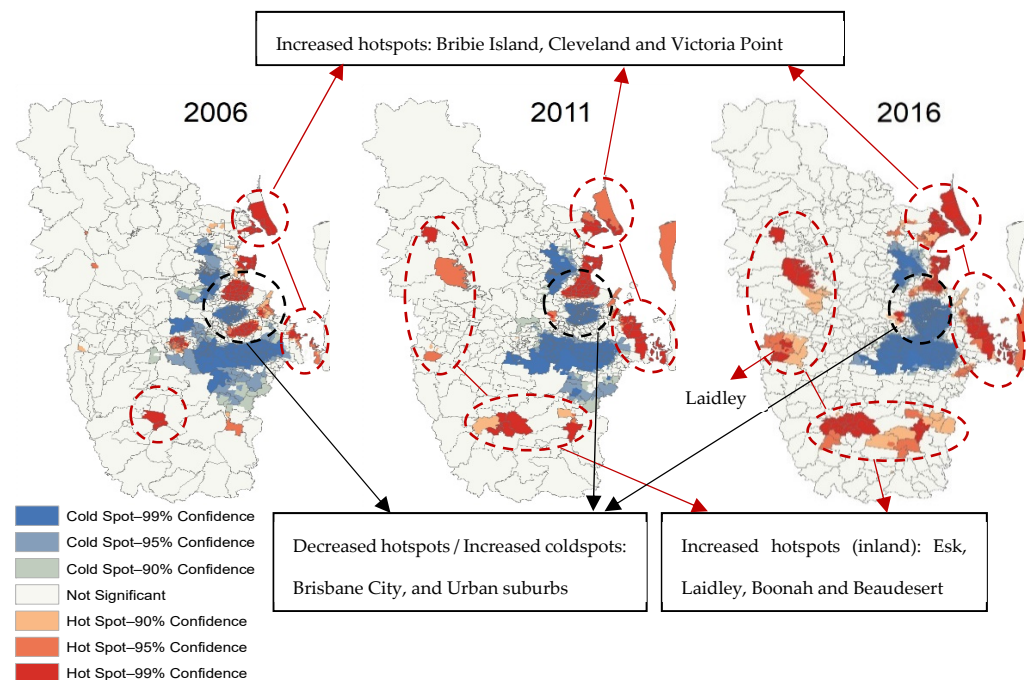 Increased hotspots: Bribie Island, Cleveland and Victoria Point
2006
2011
2016
Laidley
Cold Spot–99% Confidence
Cold Spot–95% Confidence
Cold Spot–90% Confidence
Not Significant
Hot Spot–90% Confidence
Hot Spot–95% Confidence
Hot Spot–99% Confidence
Decreased hotspots / Increased coldspots:
Brisbane City, and Urban suburbs
Increased hotspots (inland): Esk,
Laidley, Boonah and Beaudesert